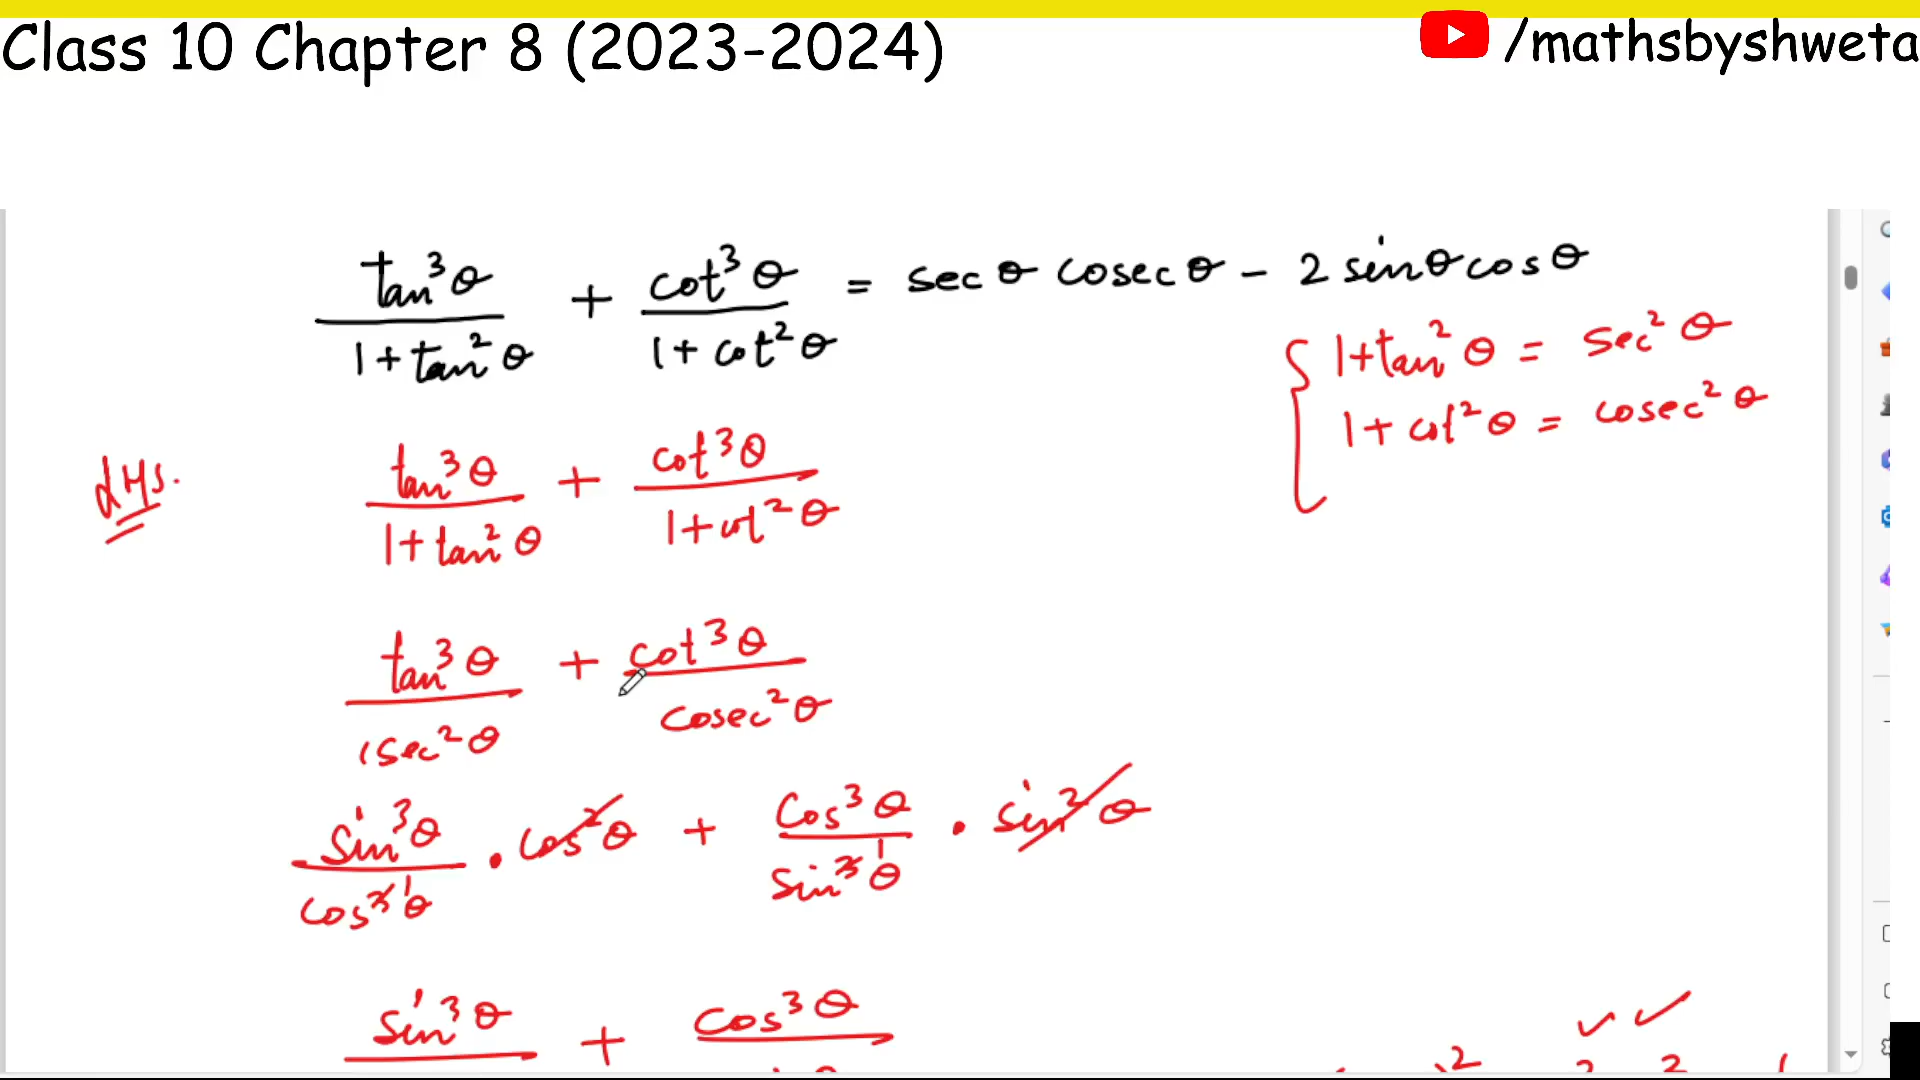 Class 10 Chapter 8 (2023-2024)
/mathsbyshweta
tan³θ/(1+tan²θ) + cot³θ/(1+cot²θ) = secθ cosecθ − 2 sinθ cosθ
1+tan²θ = sec²θ
1+cot²θ = cosec²θ
LHS. tan³θ/(1+tan²θ) + cot³θ/(1+cot²θ)
tan³θ/sec²θ + cot³θ/cosec²θ
sin³θ/cos³θ · cos²θ + cos³θ/sin³θ · sin²θ
sin³θ + cos³θ